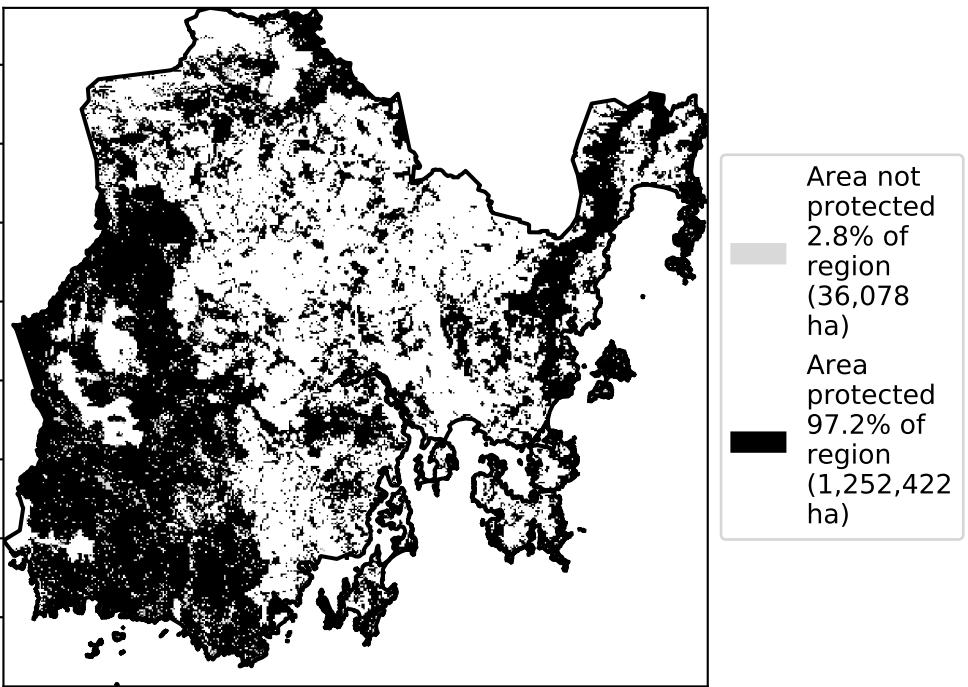 Area not
protected
2.8% of
region
(36,078
ha)
Area
protected
97.2% of
region
(1,252,422
ha)